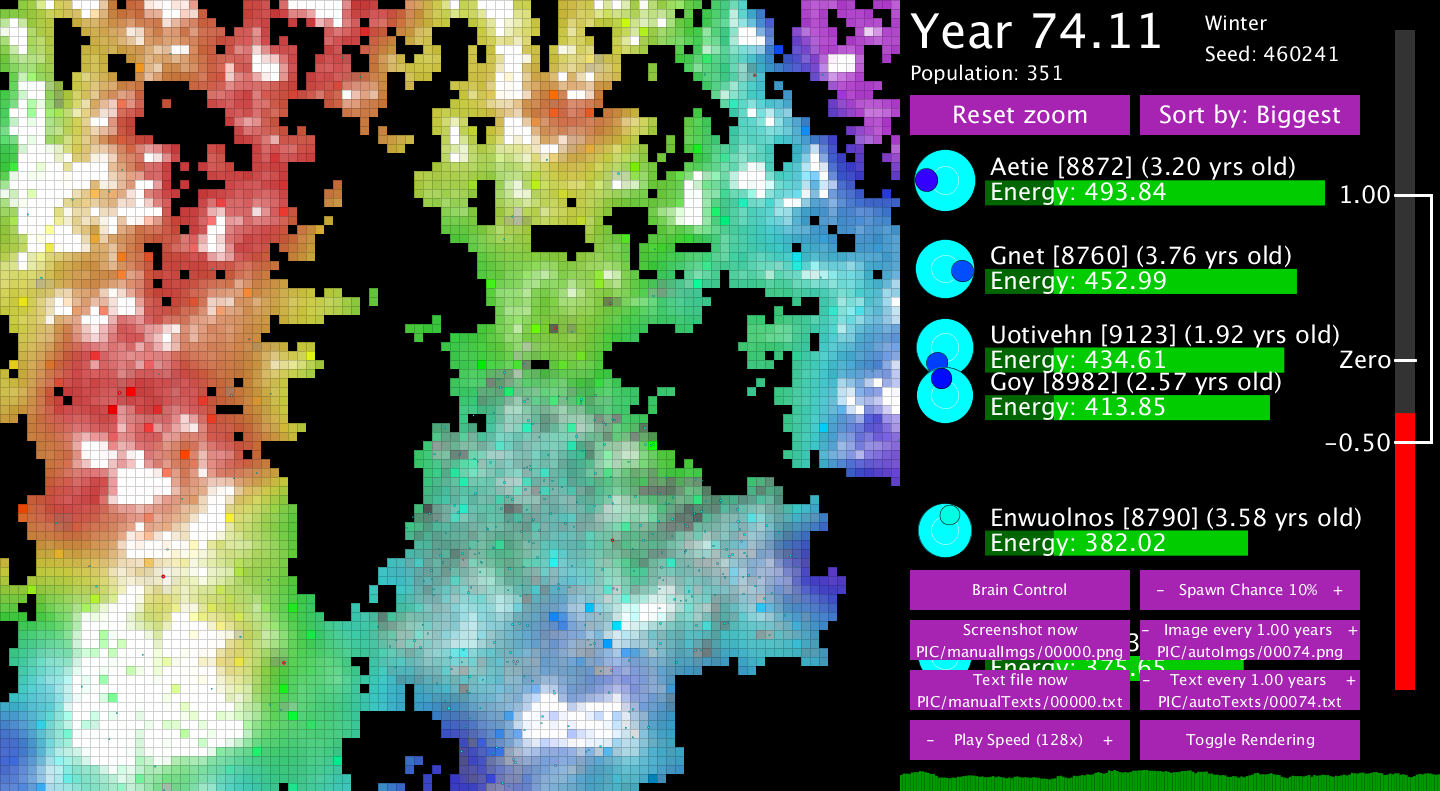 Year 74.11
Winter
Seed: 460241
Population: 351
Reset zoom
Sort by: Biggest
Aetie [8872] (3.20 yrs old)
Energy: 493.84
1.00
Gnet [8760] (3.76 yrs old)
Energy: 452.99
Uotivehn [9123] (1.92 yrs old)
Energy: 434.61
Zero
Goy [8982] (2.57 yrs old)
Energy: 413.85
-0.50
Enwuolnos [8790] (3.58 yrs old)
Energy: 382.02
Brain Control
- Spawn Chance 10% +
Screenshot now
PIC/manualImgs/00000.png
- Image every 1.00 years +
PIC/autoImgs/00074.png
Energy: 375.65
Text file now
PIC/manualTexts/00000.txt
- Text every 1.00 years +
PIC/autoTexts/00074.txt
- Play Speed (128x) +
Toggle Rendering